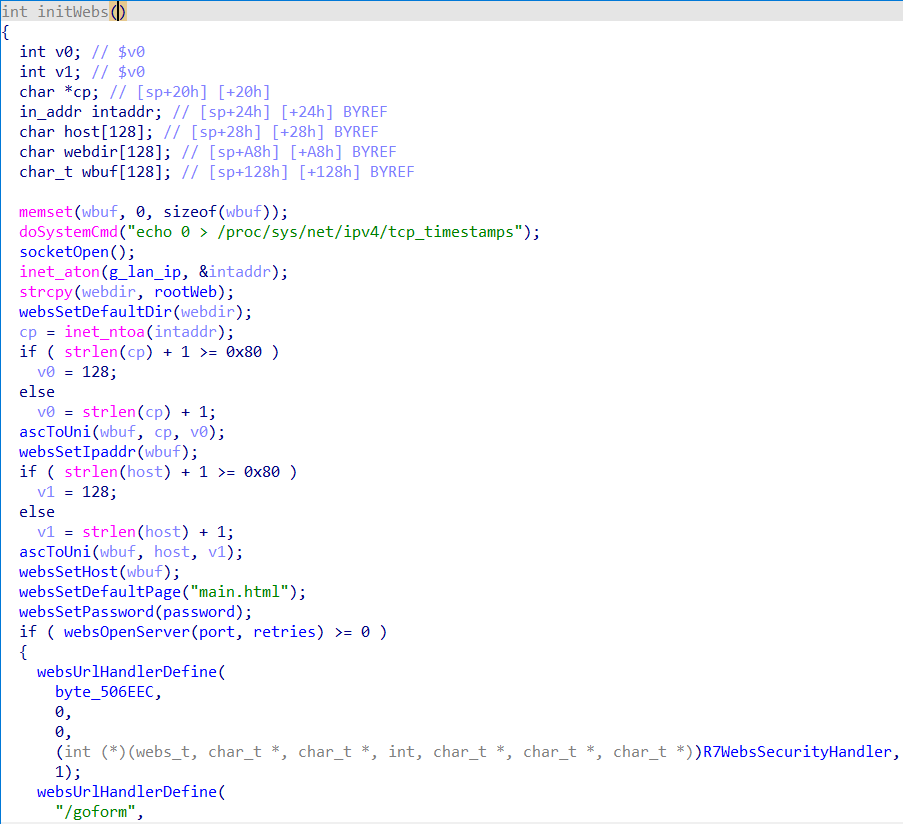 int initWebs()
{
  int v0; // $v0
  int v1; // $v0
  char *cp; // [sp+20h] [+20h]
  in_addr intaddr; // [sp+24h] [+24h] BYREF
  char host[128]; // [sp+28h] [+28h] BYREF
  char webdir[128]; // [sp+A8h] [+A8h] BYREF
  char_t wbuf[128]; // [sp+128h] [+128h] BYREF

  memset(wbuf, 0, sizeof(wbuf));
  doSystemCmd("echo 0 > /proc/sys/net/ipv4/tcp_timestamps");
  socketOpen();
  inet_aton(g_lan_ip, &intaddr);
  strcpy(webdir, rootWeb);
  websSetDefaultDir(webdir);
  cp = inet_ntoa(intaddr);
  if ( strlen(cp) + 1 >= 0x80 )
    v0 = 128;
  else
    v0 = strlen(cp) + 1;
  ascToUni(wbuf, cp, v0);
  websSetIpaddr(wbuf);
  if ( strlen(host) + 1 >= 0x80 )
    v1 = 128;
  else
    v1 = strlen(host) + 1;
  ascToUni(wbuf, host, v1);
  websSetHost(wbuf);
  websSetDefaultPage("main.html");
  websSetPassword(password);
  if ( websOpenServer(port, retries) >= 0 )
  {
    websUrlHandlerDefine(
      byte_506EEC,
      0,
      0,
      (int (*)(webs_t, char_t *, char_t *, int, char_t *, char_t *, char_t *))R7WebsSecurityHandler,
      1);
    websUrlHandlerDefine(
      "/goform",